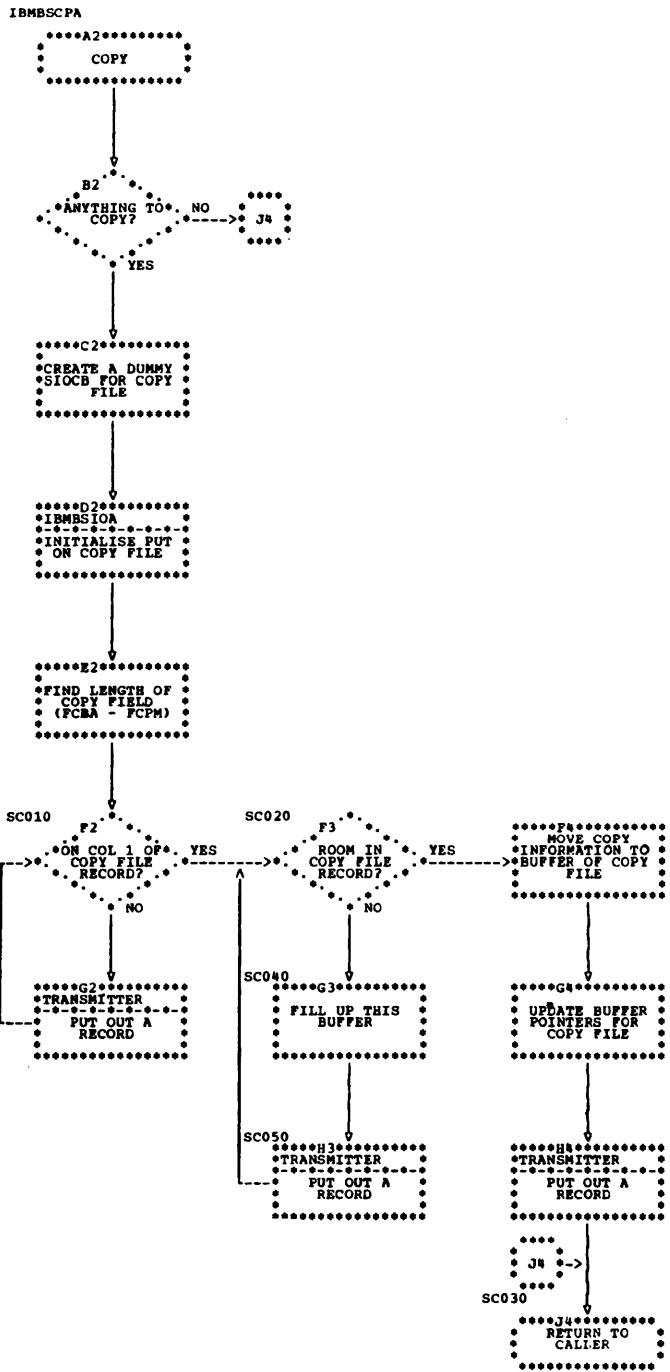 IBMBSCPA
A2
COPY
B2
ANYTHING TO
COPY?
NO
J4
YES
C2
CREATE A DUMMY
SIOCB FOR COPY
FILE
D2
IBMBSIOA
INITIALISE PUT
ON COPY FILE
E2
FIND LENGTH OF
COPY FIELD
(FCBA - FCPM)
SC010
F2
ON COL 1 OF
COPY FILE
RECORD?
YES
NO
G2
TRANSMITTER
PUT OUT A
RECORD
SC020
F3
ROOM IN
COPY FILE
RECORD?
YES
NO
SC040
G3
FILL UP THIS
BUFFER
SC050
H3
TRANSMITTER
PUT OUT A
RECORD
F4
MOVE COPY
INFORMATION TO
BUFFER OF COPY
FILE
G4
UPDATE BUFFER
POINTERS FOR
COPY FILE
H4
TRANSMITTER
PUT OUT A
RECORD
J4
SC030
J4
RETURN TO
CALLER